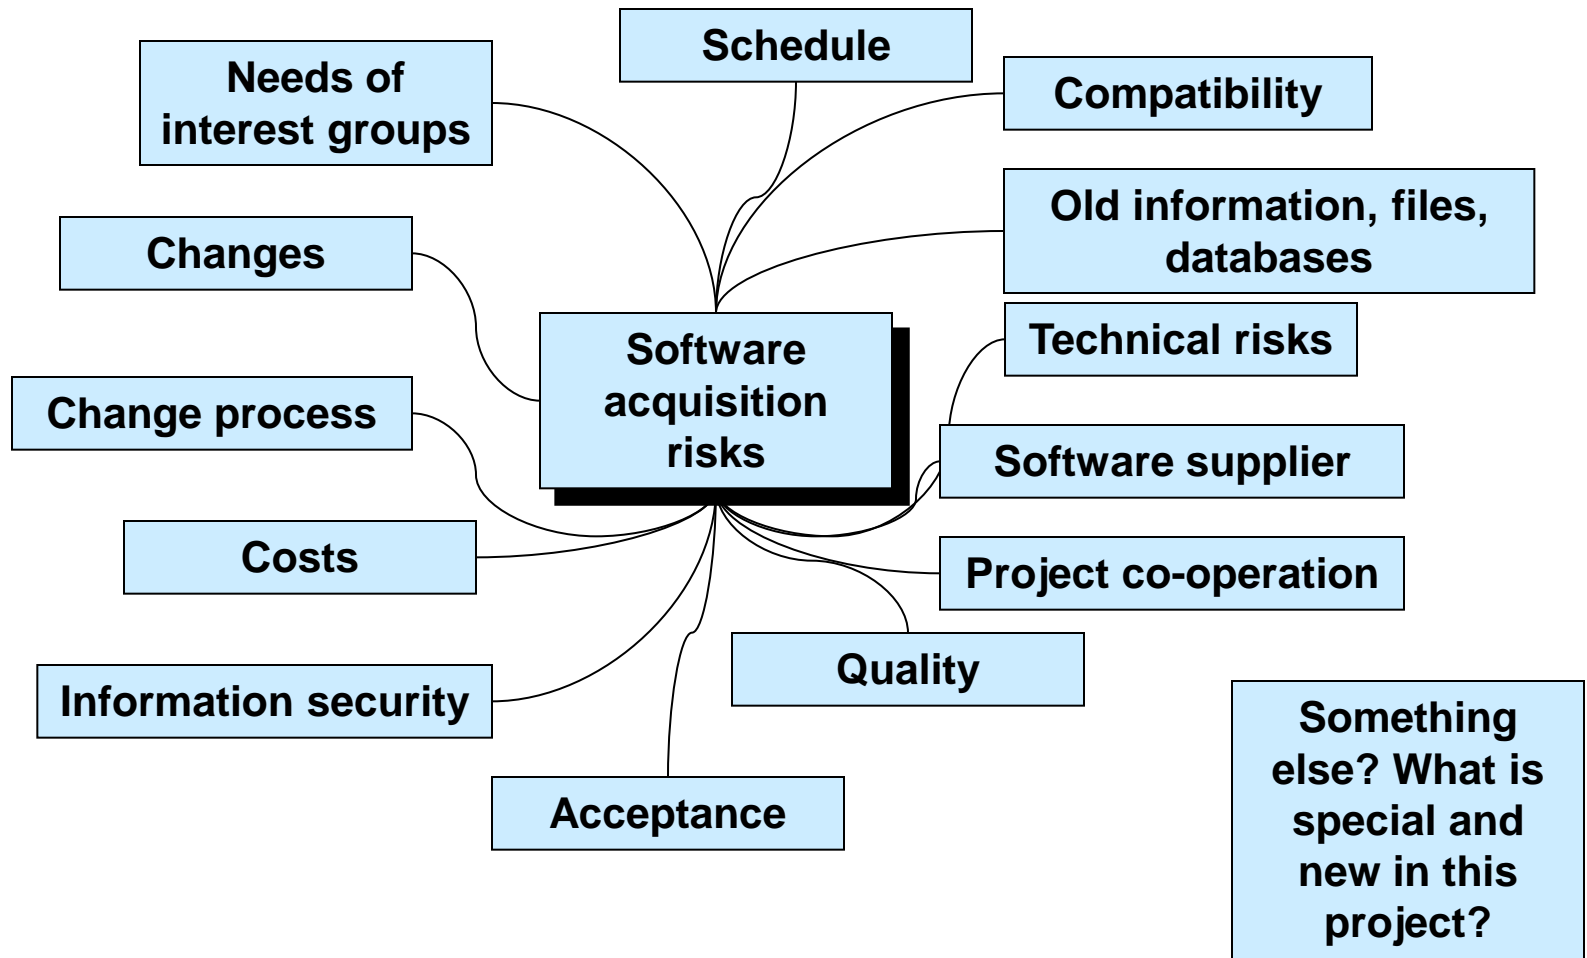 Schedule
Needs of
interest groups
Compatibility
Old information, files,
databases
Changes
Technical risks
Software
acquisition
risks
Change process
Software supplier
Costs
Project co-operation
Quality
Information security
Acceptance
Something
else? What is
special and
new in this
project?